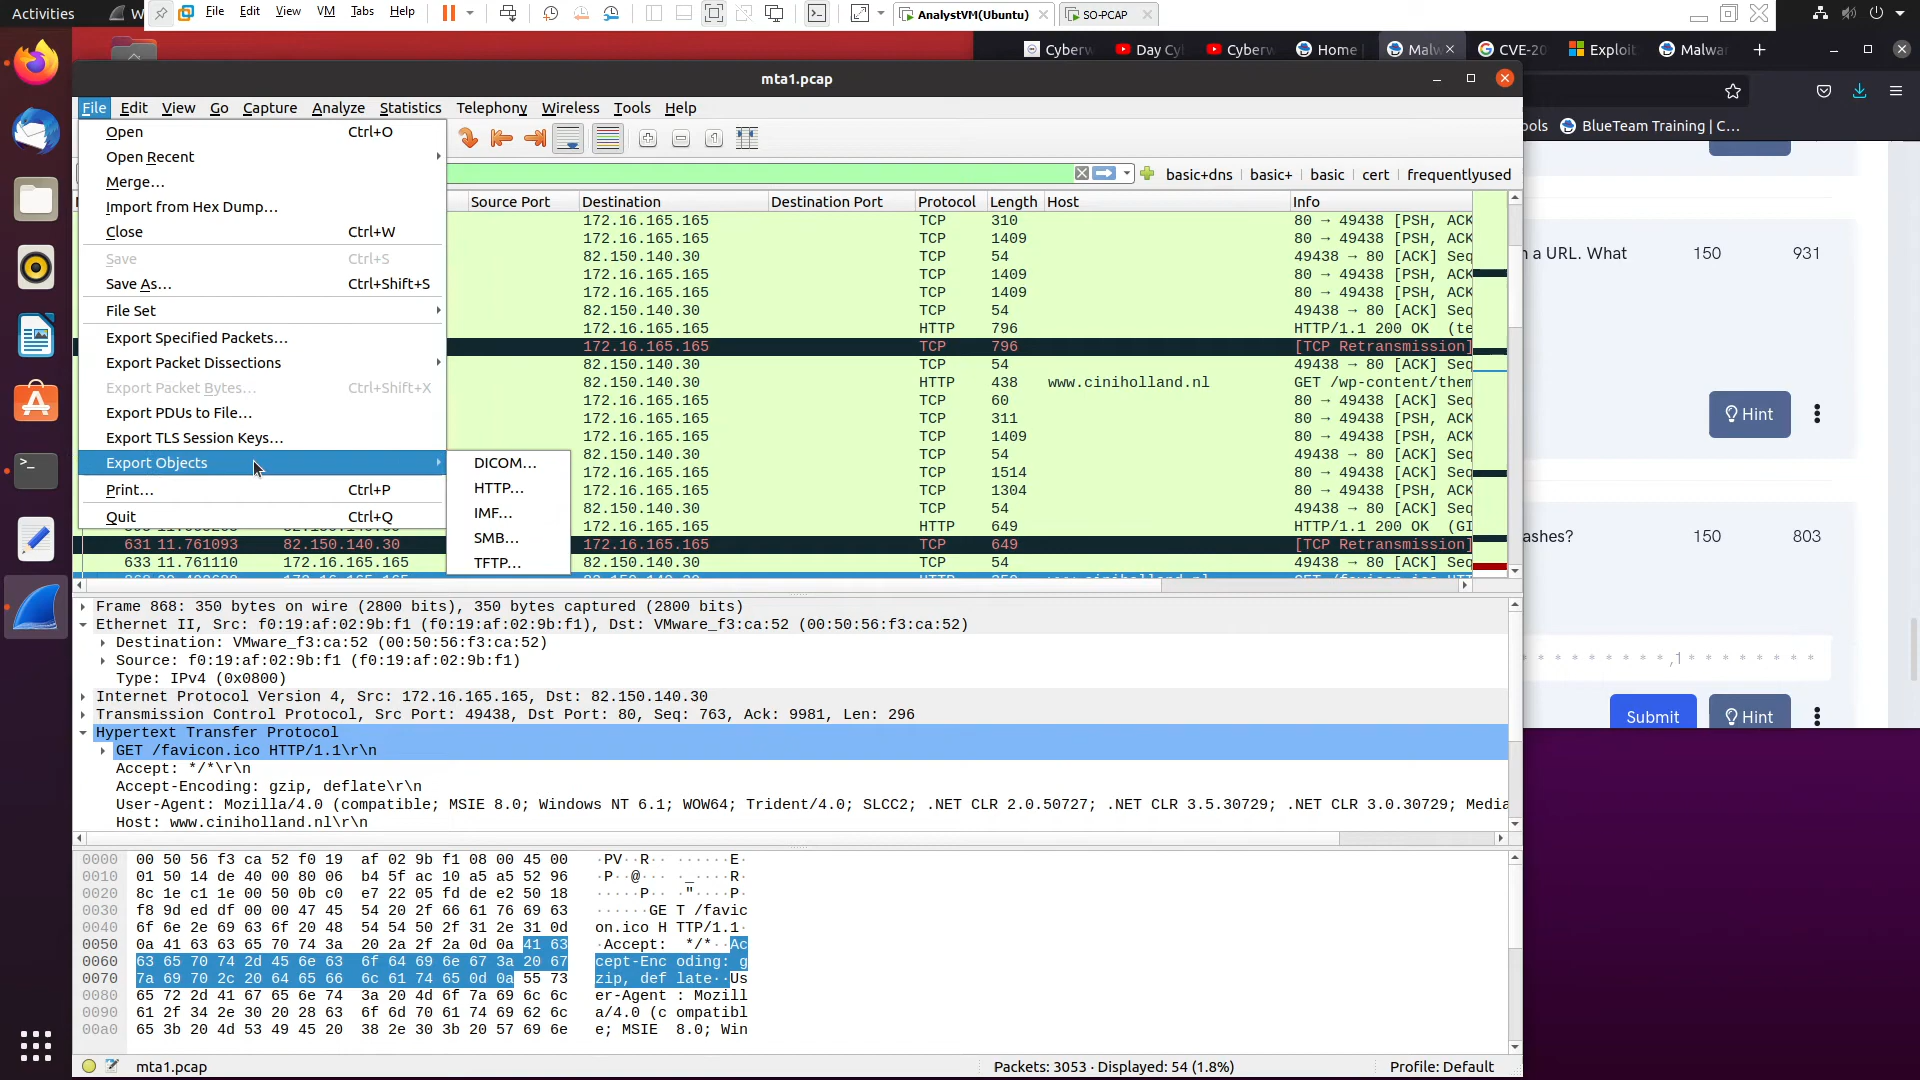 Activities
W
File Edit View VM Tabs Help
AnalystVM(Ubuntu)
SO-PCAP
Cyberw
Day Cy
Cyberw
Home
Malw
CVE-20
Exploit
Malwar
mta1.pcap
File Edit View Go Capture Analyze Statistics Telephony Wireless Tools Help
Open Ctrl+O
Open Recent
Merge…
Import from Hex Dump…
Close Ctrl+W
Save Ctrl+S
Save As… Ctrl+Shift+S
File Set
Export Specified Packets…
Export Packet Dissections
Export Packet Bytes… Ctrl+Shift+X
Export PDUs to File…
Export TLS Session Keys…
Export Objects
Print… Ctrl+P
Quit Ctrl+Q
DICOM…
HTTP…
IMF…
SMB…
TFTP…
basic+dns basic+ basic cert frequentlyused
Source Port Destination Destination Port Protocol Length Host Info
172.16.165.165 TCP 310 80 → 49438 [PSH, ACK
172.16.165.165 TCP 1409 80 → 49438 [PSH, ACK
82.150.140.30 TCP 54 49438 → 80 [ACK] Seq
172.16.165.165 TCP 1409 80 → 49438 [PSH, ACK
172.16.165.165 TCP 1409 80 → 49438 [PSH, ACK
82.150.140.30 TCP 54 49438 → 80 [ACK] Seq
172.16.165.165 HTTP 796 HTTP/1.1 200 OK (te
172.16.165.165 TCP 796 [TCP Retransmission]
82.150.140.30 TCP 54 49438 → 80 [ACK] Seq
82.150.140.30 HTTP 438 www.ciniholland.nl GET /wp-content/them
172.16.165.165 TCP 60 80 → 49438 [ACK] Seq
172.16.165.165 TCP 311 80 → 49438 [PSH, ACK
172.16.165.165 TCP 1409 80 → 49438 [PSH, ACK
82.150.140.30 TCP 54 49438 → 80 [ACK] Seq
172.16.165.165 TCP 1514 80 → 49438 [ACK] Seq
172.16.165.165 TCP 1304 80 → 49438 [PSH, ACK
82.150.140.30 TCP 54 49438 → 80 [ACK] Seq
172.16.165.165 HTTP 649 HTTP/1.1 200 OK (GI
631 11.761093 82.150.140.30 172.16.165.165 TCP 649 [TCP Retransmission]
633 11.761110 172.16.165.165 82.150.140.30 TCP 54 49438 → 80 [ACK] Seq
Frame 868: 350 bytes on wire (2800 bits), 350 bytes captured (2800 bits)
Ethernet II, Src: f0:19:af:02:9b:f1 (f0:19:af:02:9b:f1), Dst: VMware_f3:ca:52 (00:50:56:f3:ca:52)
Destination: VMware_f3:ca:52 (00:50:56:f3:ca:52)
Source: f0:19:af:02:9b:f1 (f0:19:af:02:9b:f1)
Type: IPv4 (0x0800)
Internet Protocol Version 4, Src: 172.16.165.165, Dst: 82.150.140.30
Transmission Control Protocol, Src Port: 49438, Dst Port: 80, Seq: 763, Ack: 9981, Len: 296
Hypertext Transfer Protocol
GET /favicon.ico HTTP/1.1\r\n
Accept: */*\r\n
Accept-Encoding: gzip, deflate\r\n
User-Agent: Mozilla/4.0 (compatible; MSIE 8.0; Windows NT 6.1; WOW64; Trident/4.0; SLCC2; .NET CLR 2.0.50727; .NET CLR 3.5.30729; .NET CLR 3.0.30729; Media
Host: www.ciniholland.nl\r\n
0000 00 50 56 f3 ca 52 f0 19 af 02 9b f1 08 00 45 00 ·PV··R·· ······E·
0010 01 50 14 de 40 00 80 06 b4 5f ac 10 a5 a5 52 96 ·P··@··· ·_····R·
0020 8c 1e c1 1e 00 50 0b c0 e7 22 05 fd de e2 50 18 ·····P·· ·"····P·
0030 f8 9d ed df 00 00 47 45 54 20 2f 66 61 76 69 63 ······GE T /favic
0040 6f 6e 2e 69 63 6f 20 48 54 54 50 2f 31 2e 31 0d on.ico H TTP/1.1·
0050 0a 41 63 63 65 70 74 3a 20 2a 2f 2a 0d 0a 41 63 ·Accept: */*··Ac
0060 63 65 70 74 2d 45 6e 63 6f 64 69 6e 67 3a 20 67 cept-Enc oding: g
0070 7a 69 70 2c 20 64 65 66 6c 61 74 65 0d 0a 55 73 zip, def late··Us
0080 65 72 2d 41 67 65 6e 74 3a 20 4d 6f 7a 69 6c 6c er-Agent : Mozill
0090 61 2f 34 2e 30 20 28 63 6f 6d 70 61 74 69 62 6c a/4.0 (c ompatibl
00a0 65 3b 20 4d 53 49 45 20 38 2e 30 3b 20 57 69 6e e; MSIE 8.0; Win
mta1.pcap
Packets: 3053 · Displayed: 54 (1.8%)
Profile: Default
ools
BlueTeam Training | C…
a URL. What 150 931
Hint
ashes? 150 803
* * * * * * * * ,1 * * * * * * *
Submit
Hint